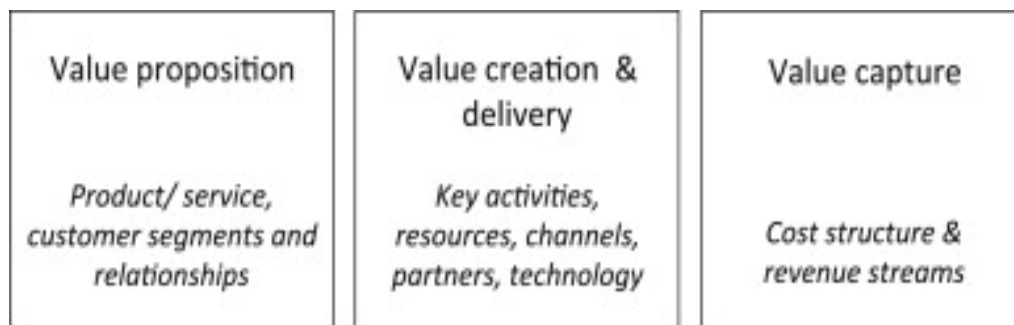 Value proposition
Product/ service,
customer segments and
relationships
Value creation &
delivery
Key activities,
resources, channels,
partners, technology
Value capture
Cost structure &
revenue streams